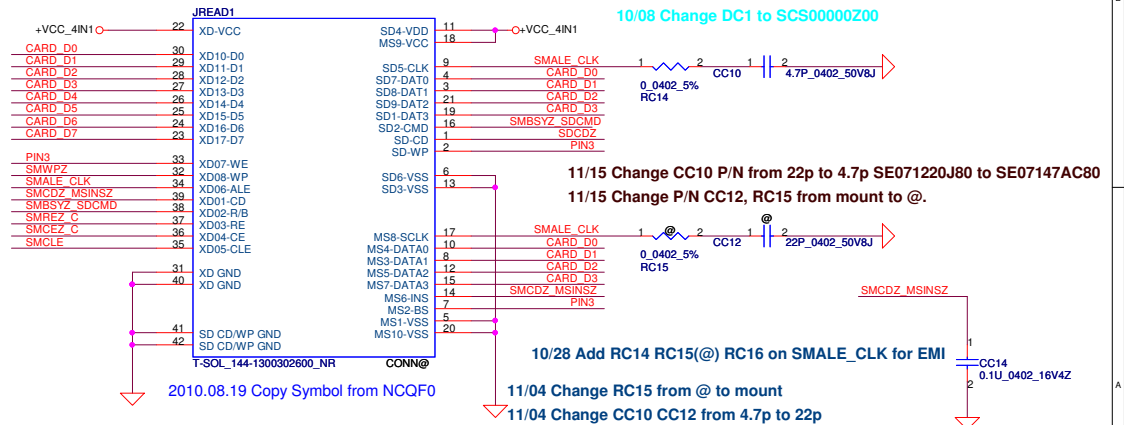 JREAD1
10/08 Change DC1 to SCS00000Z00
+VCC_4IN1 22 XD-VCC
SD4-VDD 11 +VCC_4IN1
MS9-VCC 18
CARD_D0 30 XD10-D0
CARD_D1 29 XD11-D1
CARD_D2 28 XD12-D2
CARD_D3 27 XD13-D3
CARD_D4 26 XD14-D4
CARD_D5 25 XD15-D5
CARD_D6 24 XD16-D6
CARD_D7 23 XD17-D7
PIN3 33 XD07-WE
SMWPZ 32 XD08-WP
SMALE_CLK 34 XD06-ALE
SMCDZ_MSINSZ 39 XD01-CD
SMBSYZ_SDCMD 38 XD02-R/B
SMREZ_C 37 XD03-RE
SMCEZ_C 36 XD04-CE
SMCLE 35 XD05-CLE
31 XD GND
40 XD GND
41 SD CD/WP GND
42 SD CD/WP GND
SD5-CLK 9 SMALE_CLK
SD7-DAT0 4 CARD_D0
SD8-DAT1 3 CARD_D1
SD9-DAT2 21 CARD_D2
SD1-DAT3 19 CARD_D3
SD2-CMD 16 SMBSYZ_SDCMD
SD-CD 1 SDCDZ
SD-WP 2 PIN3
SD6-VSS 6
SD3-VSS 13
MS8-SCLK 17 SMALE_CLK
MS4-DATA0 10 CARD_D0
MS3-DATA1 8 CARD_D1
MS5-DATA2 12 CARD_D2
MS7-DATA3 15 CARD_D3
MS6-INS 14 SMCDZ_MSINSZ
MS2-BS 7 PIN3
MS1-VSS 5
MS10-VSS 20
1 2 CC10 1 2
0_0402_5% 4.7P_0402_50V8J
RC14
11/15 Change CC10 P/N from 22p to 4.7p SE071220J80 to SE07147AC80
11/15 Change P/N CC12, RC15 from mount to @.
@ @
1 2 CC12 1 2
0_0402_5% 22P_0402_50V8J
RC15
SMCDZ_MSINSZ
1
CC14
0.1U_0402_16V4Z
2
T-SOL_144-1300302600_NR CONN@
10/28 Add RC14 RC15(@) RC16 on SMALE_CLK for EMI
2010.08.19 Copy Symbol from NCQF0
11/04 Change RC15 from @ to mount
11/04 Change CC10 CC12 from 4.7p to 22p
A